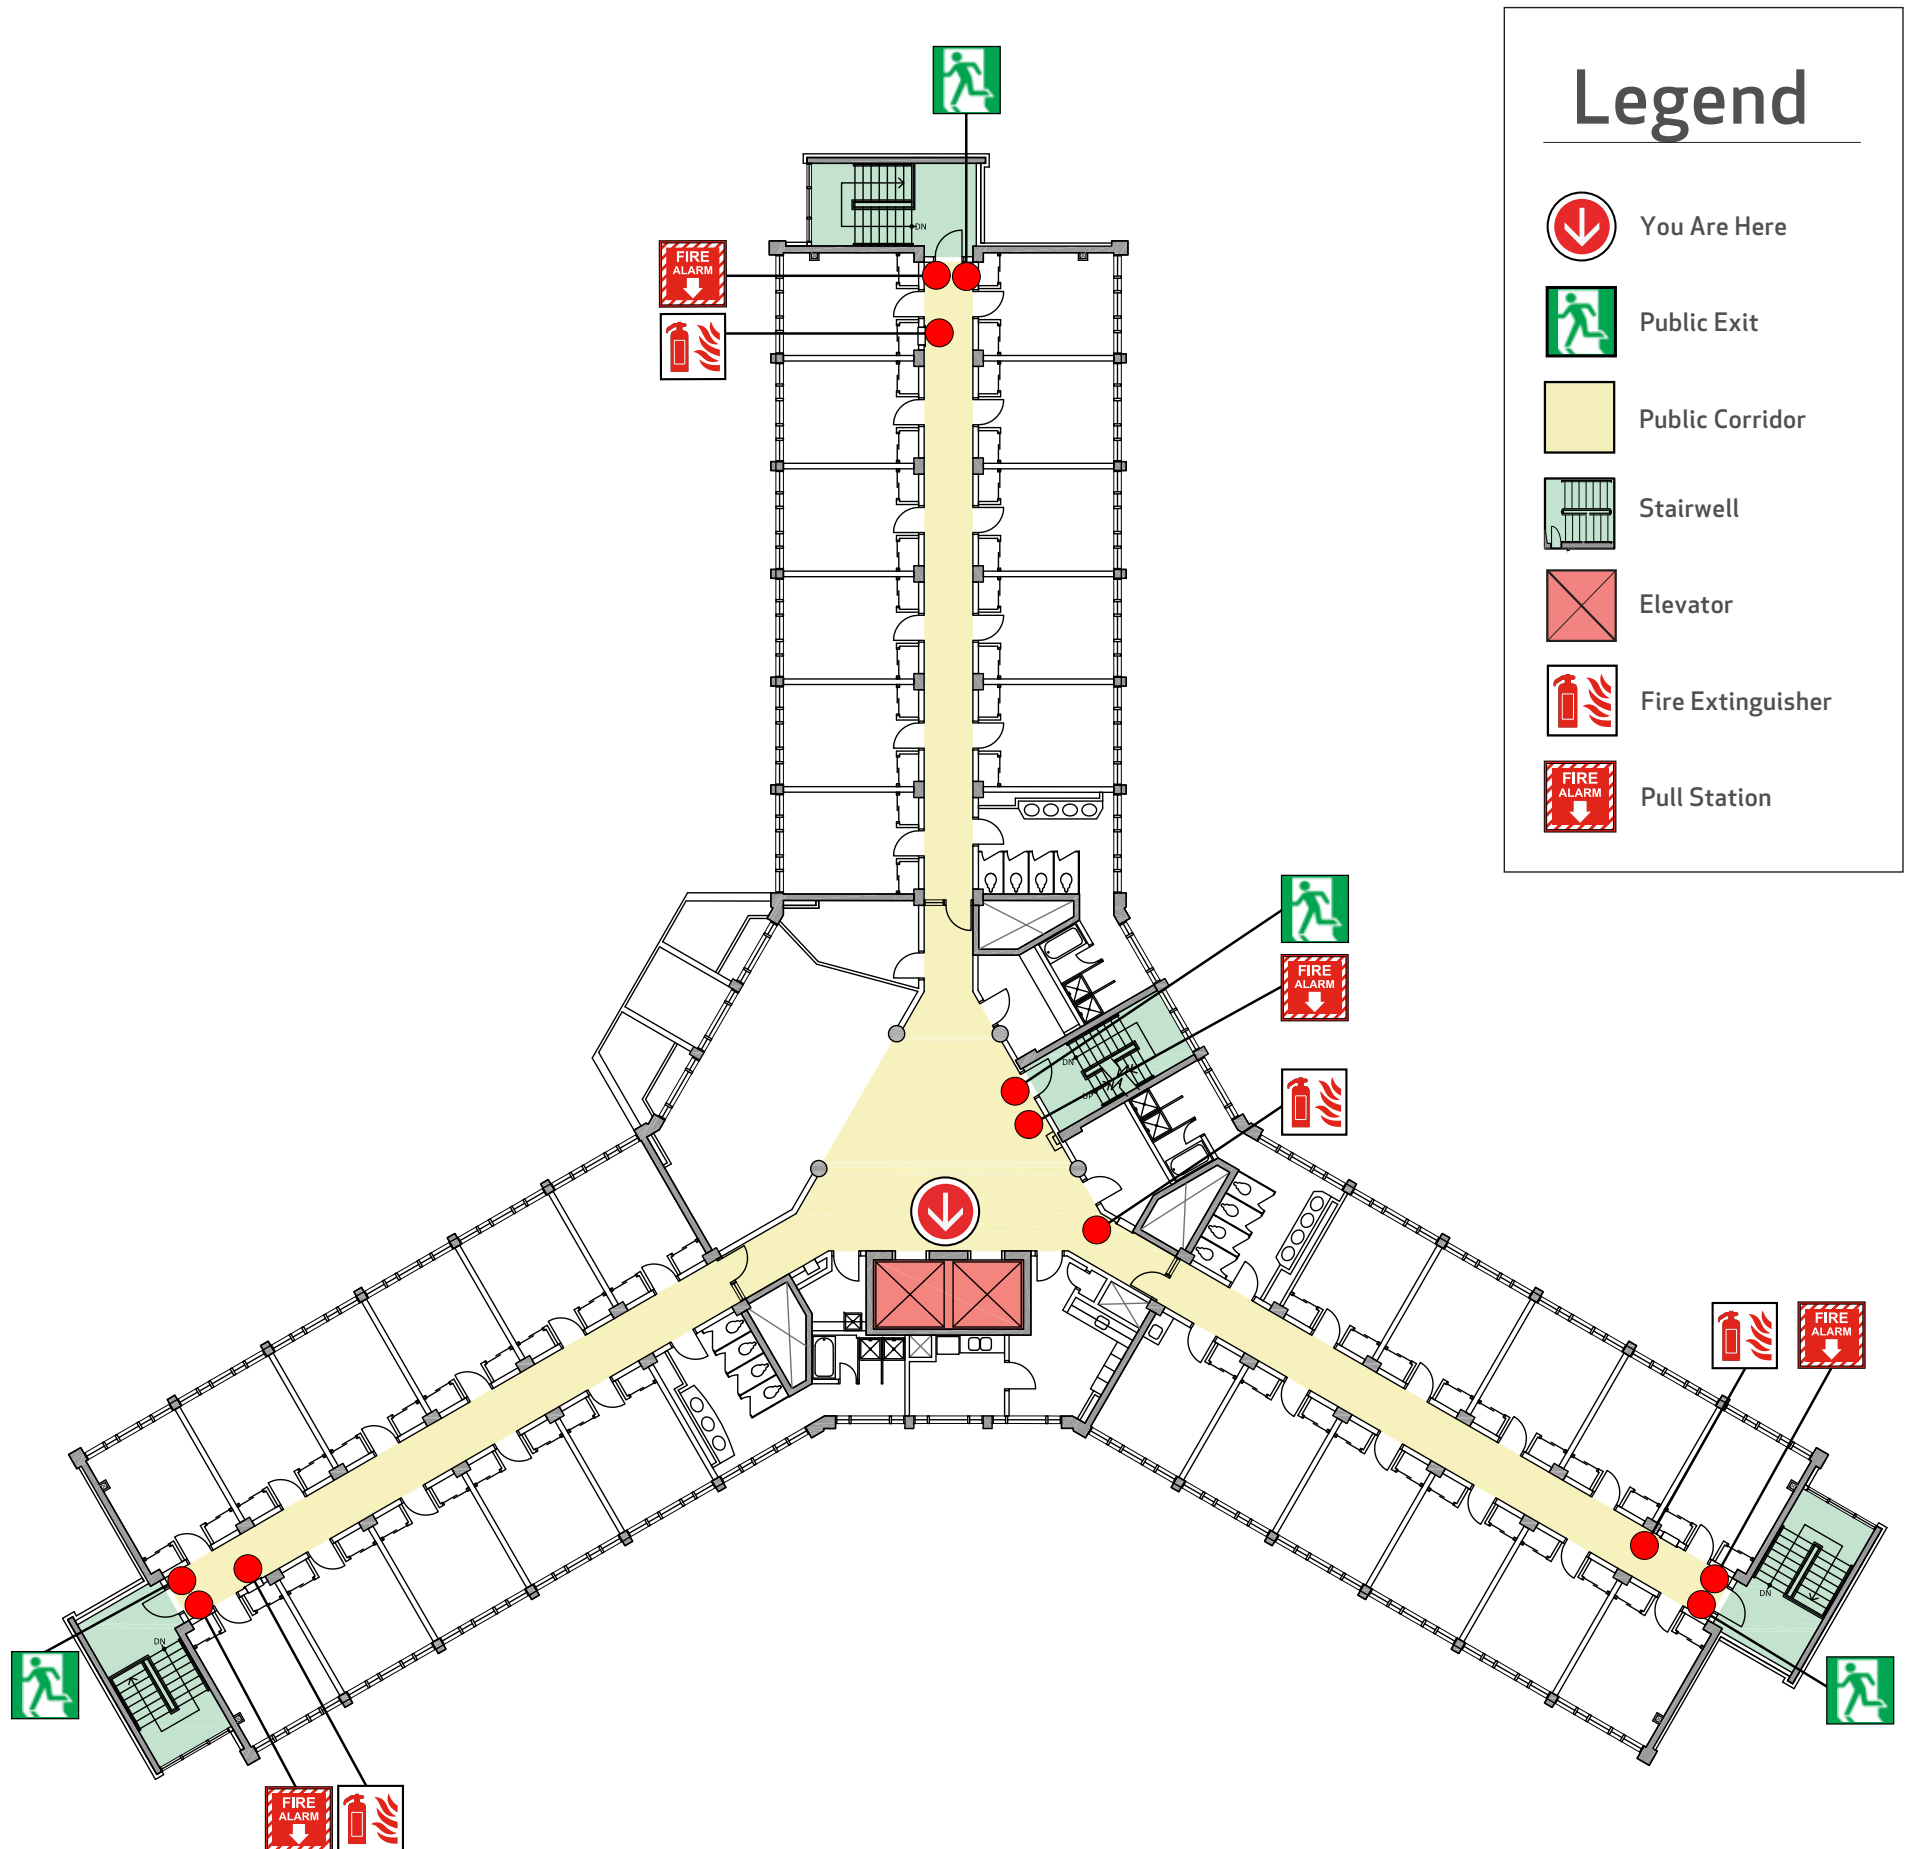 Legend
You Are Here
Public Exit
Public Corridor
Stairwell
Elevator
Fire Extinguisher
FIRE
ALARM
Pull Station
DN
FIRE
ALARM
FIRE
ALARM
DN
UP
FIRE
ALARM
DN
DN
FIRE
ALARM